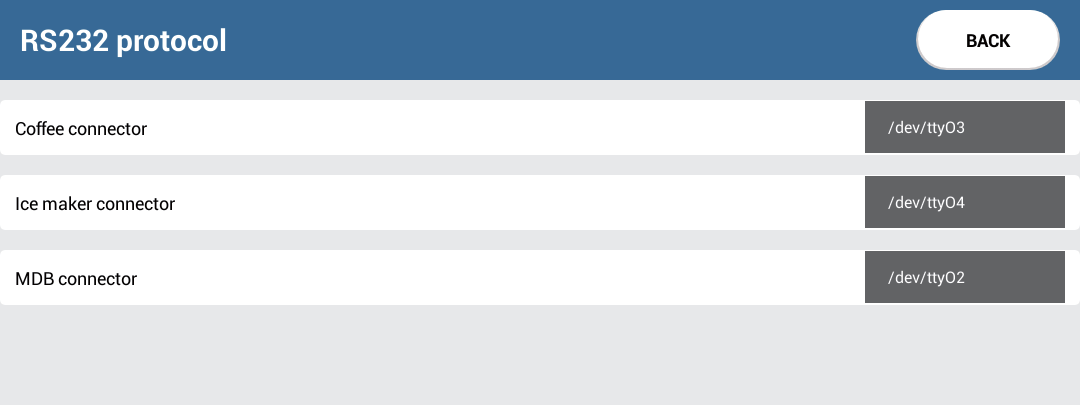 RS232 protocol
BACK
Coffee connector
/dev/ttyO3
Ice maker connector
/dev/ttyO4
MDB connector
/dev/ttyO2